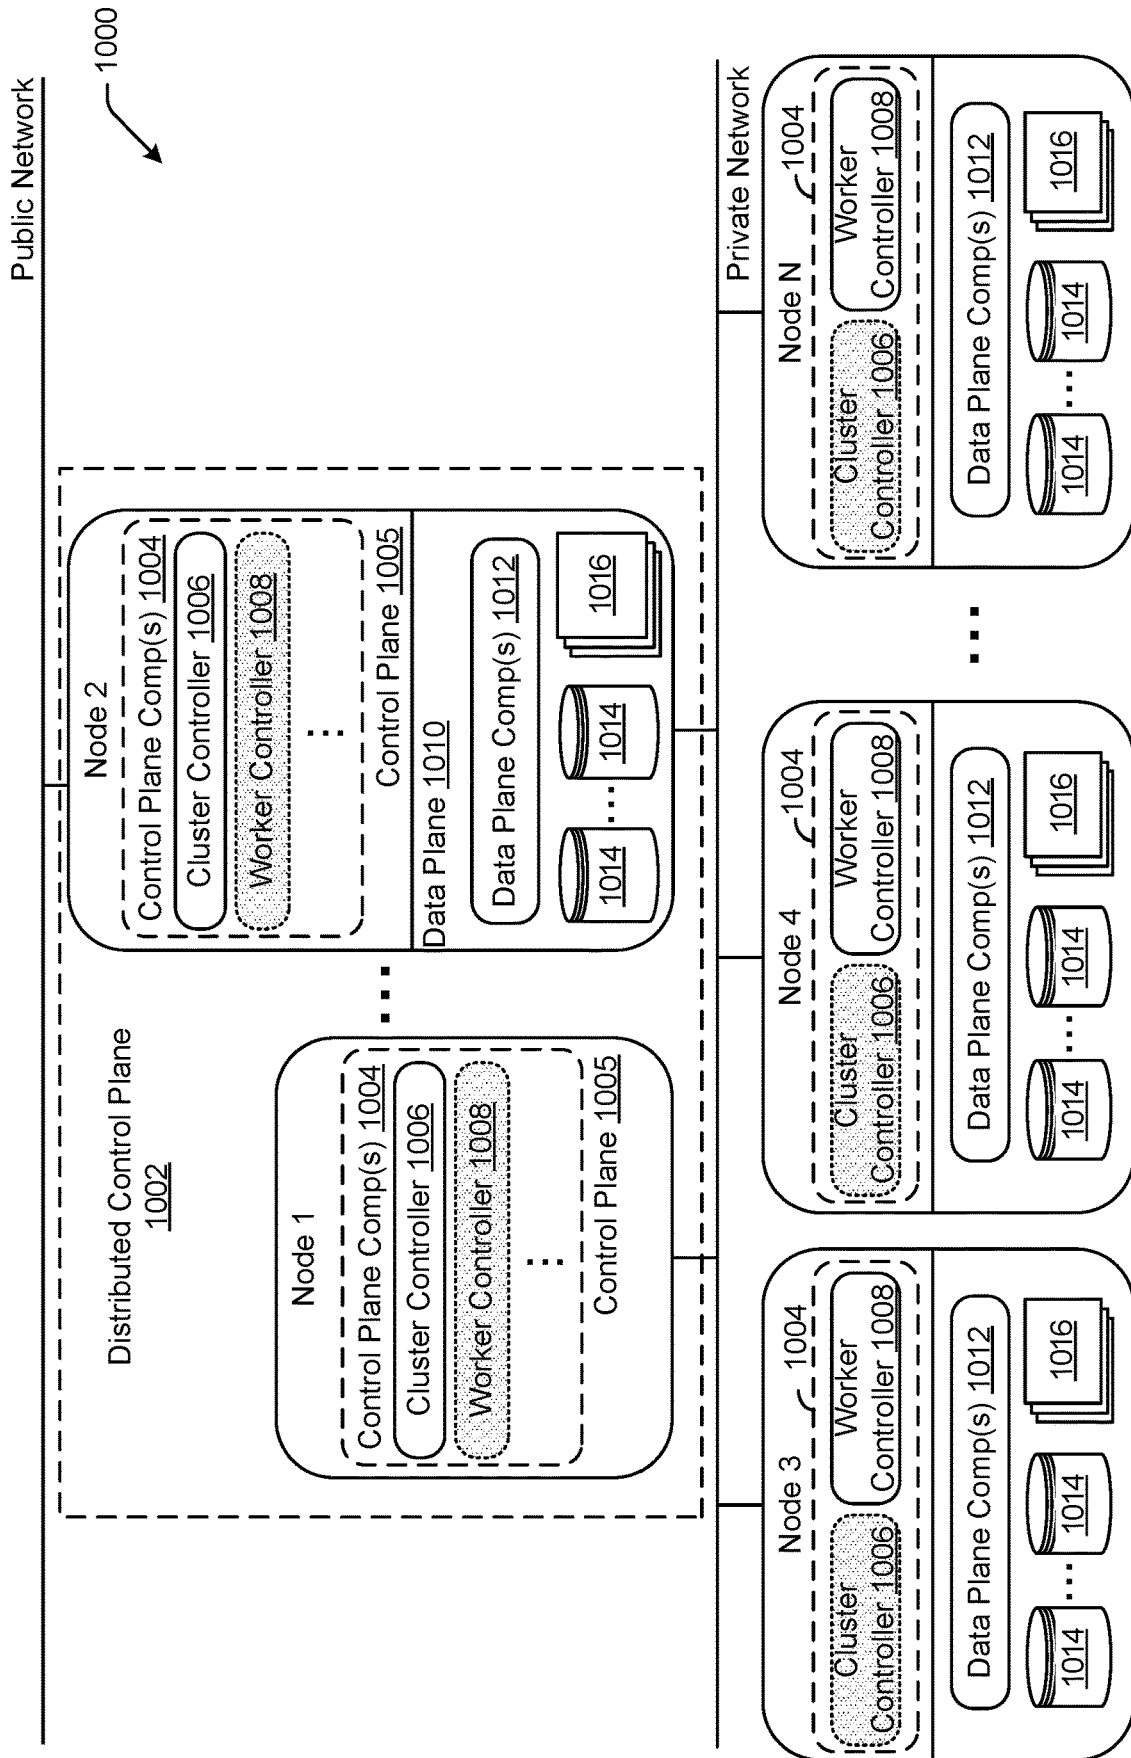 Public Network
1000
Distributed Control Plane
1002
Node 1
Control Plane Comp(s) 1004
Cluster Controller 1006
Worker Controller 1008
...
Control Plane 1005
...
Node 2
Control Plane Comp(s) 1004
Cluster Controller 1006
Worker Controller 1008
...
Control Plane 1005
Data Plane 1010
Data Plane Comp(s) 1012
1014
...
1014
1016
Private Network
Node 3
1004
Cluster
Controller 1006
Worker
Controller 1008
Data Plane Comp(s) 1012
1014
...
1014
1016
Node 4
1004
Cluster
Controller 1006
Worker
Controller 1008
Data Plane Comp(s) 1012
1014
...
1014
1016
...
Node N
1004
Cluster
Controller 1006
Worker
Controller 1008
Data Plane Comp(s) 1012
1014
...
1014
1016